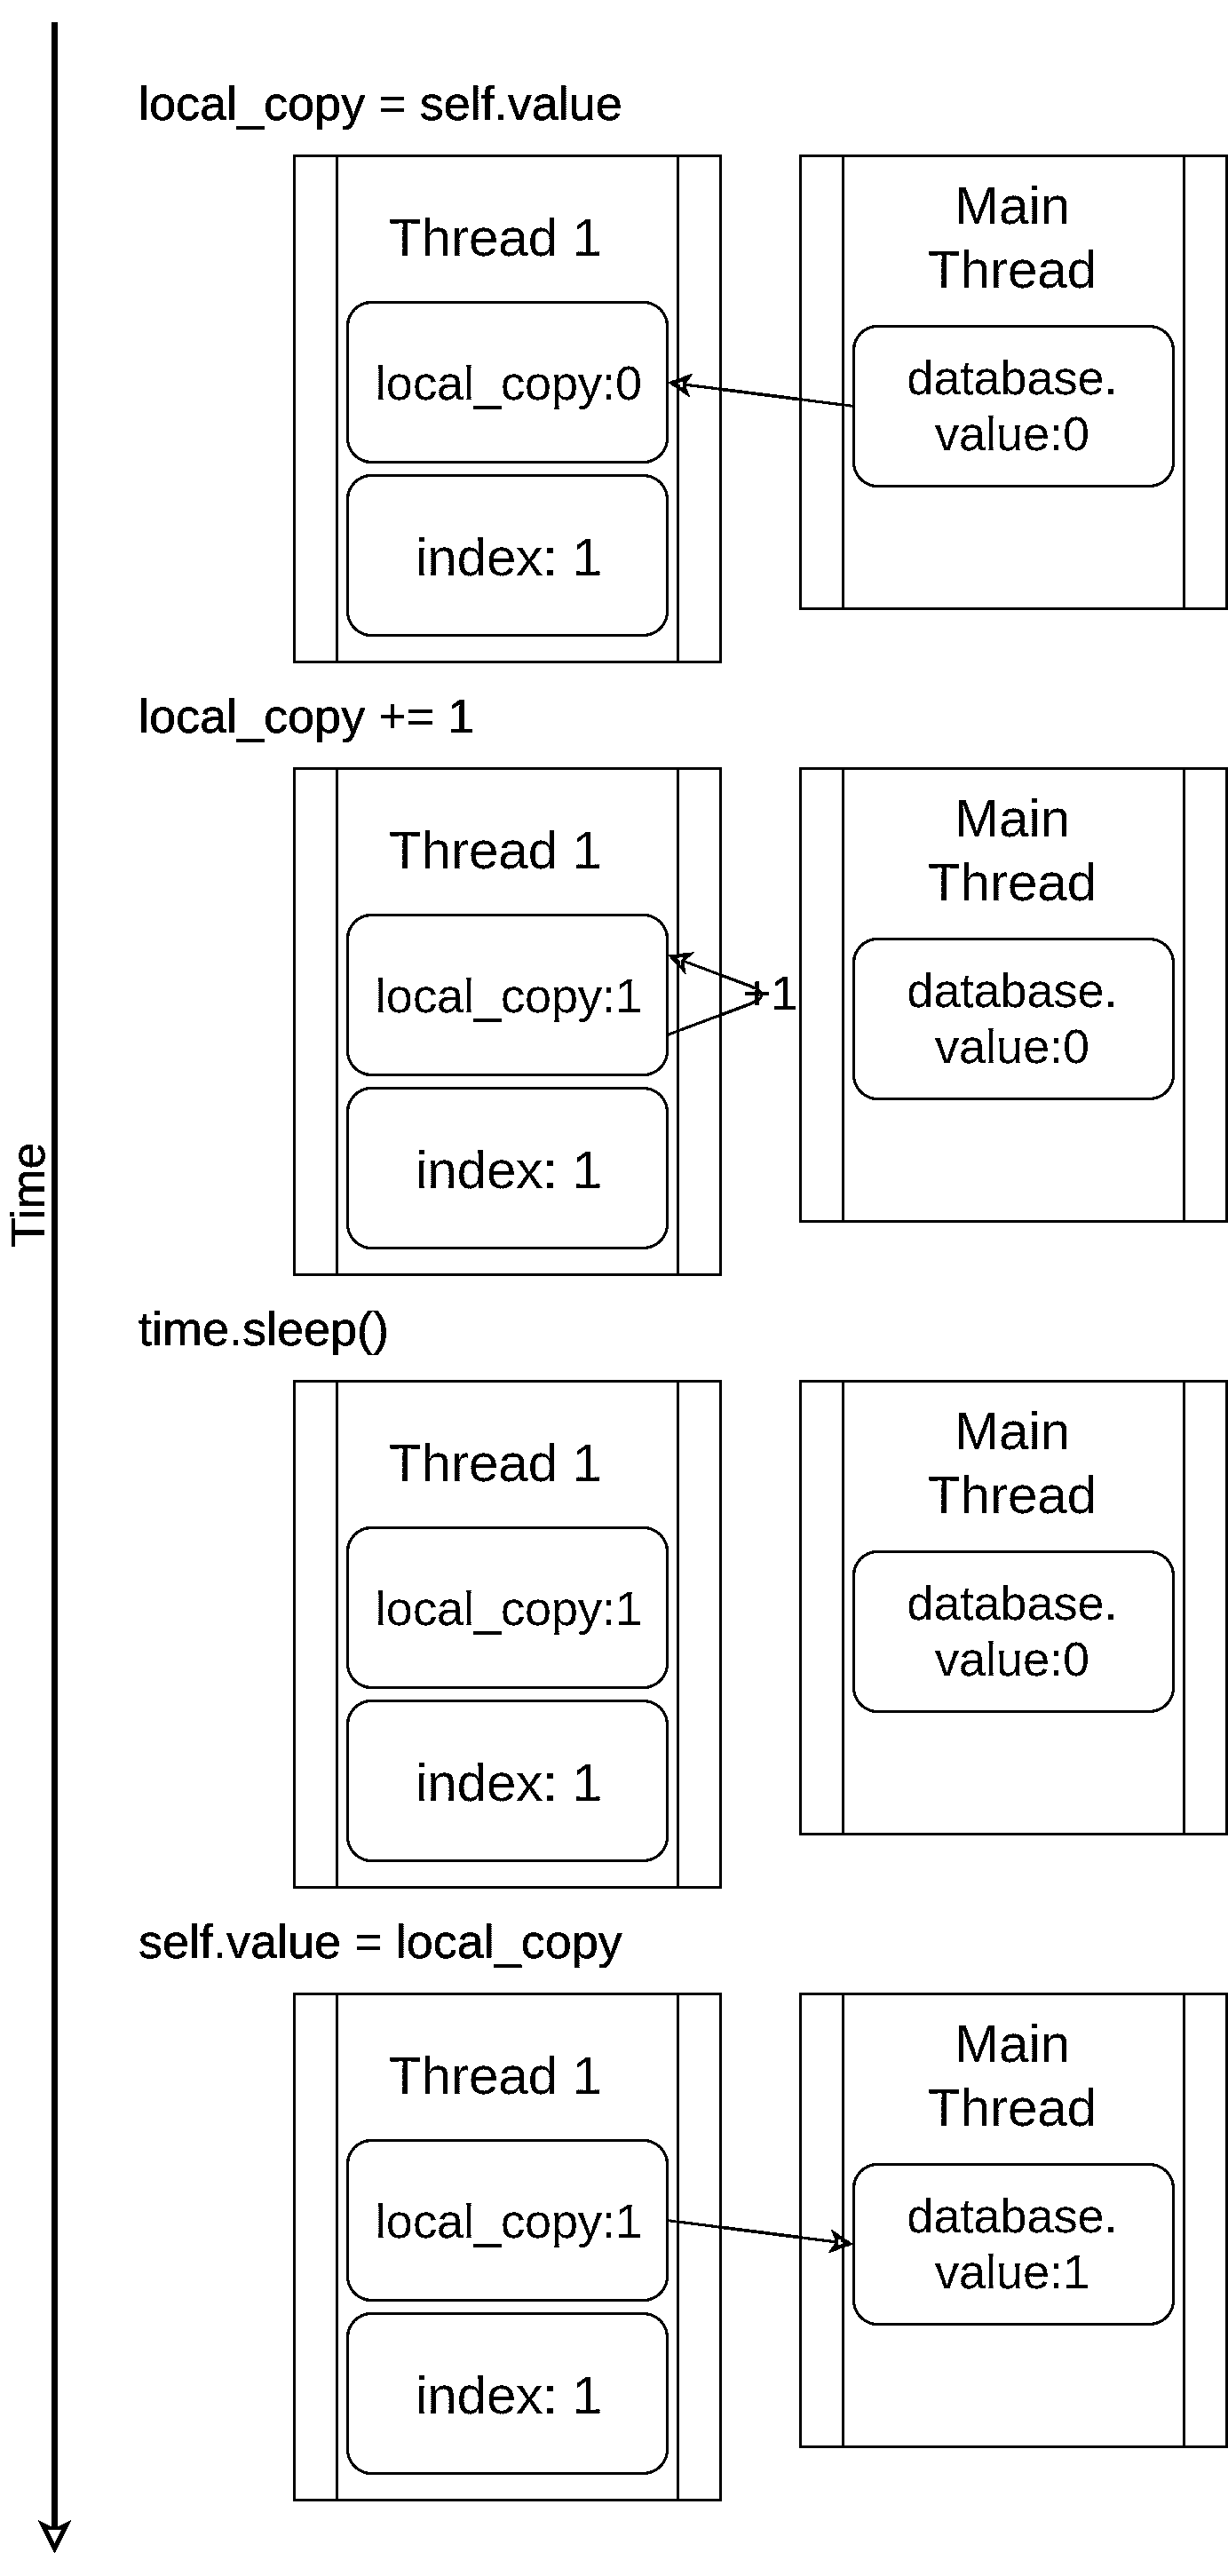 local_copy = self.value
Thread 1
local_copy:0
index: 1
Main
Thread
database.
value:0
local_copy += 1
Thread 1
local_copy:1
index: 1
+1
Main
Thread
database.
value:0
Time
time.sleep()
Thread 1
local_copy:1
index: 1
Main
Thread
database.
value:0
self.value = local_copy
Thread 1
local_copy:1
index: 1
Main
Thread
database.
value:1